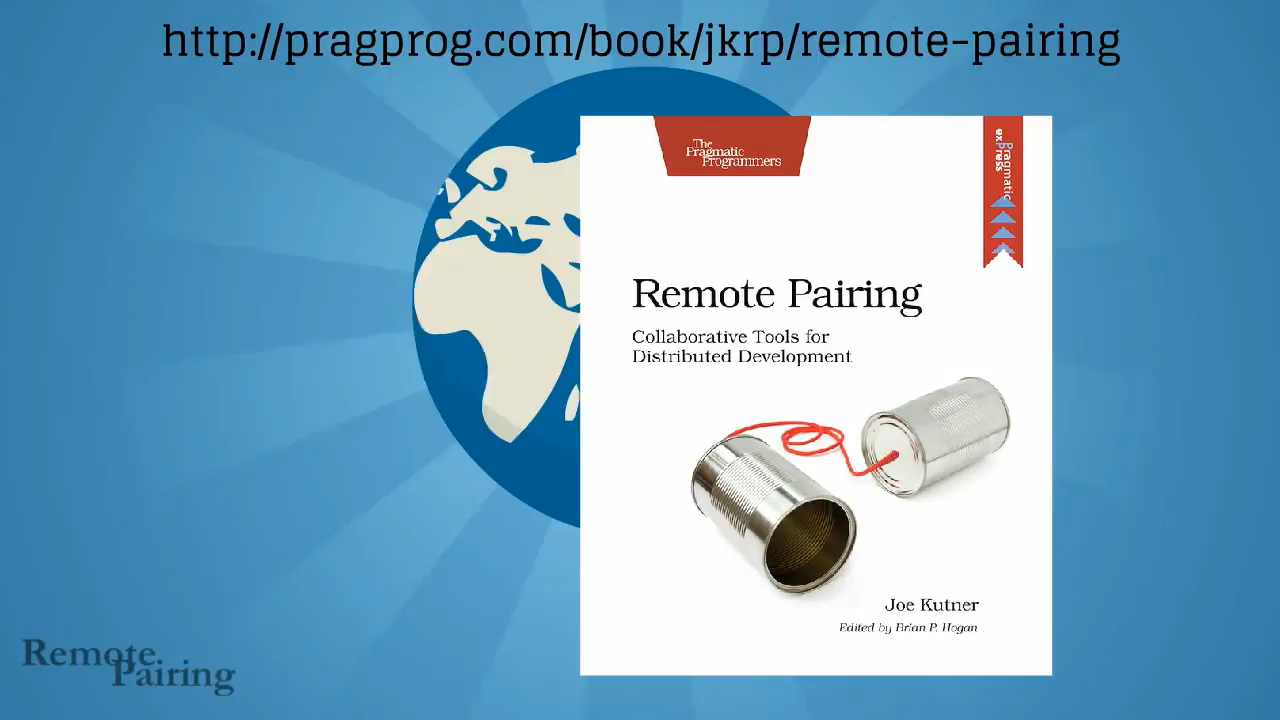 http://pragprog.com/book/jkrp/remote-pairing
The
Pragmatic
Programmers
Pragmatic
exPress
Remote Pairing
Collaborative Tools for
Distributed Development
Joe Kutner
Edited by Brian P. Hogan
Remote
Pairing